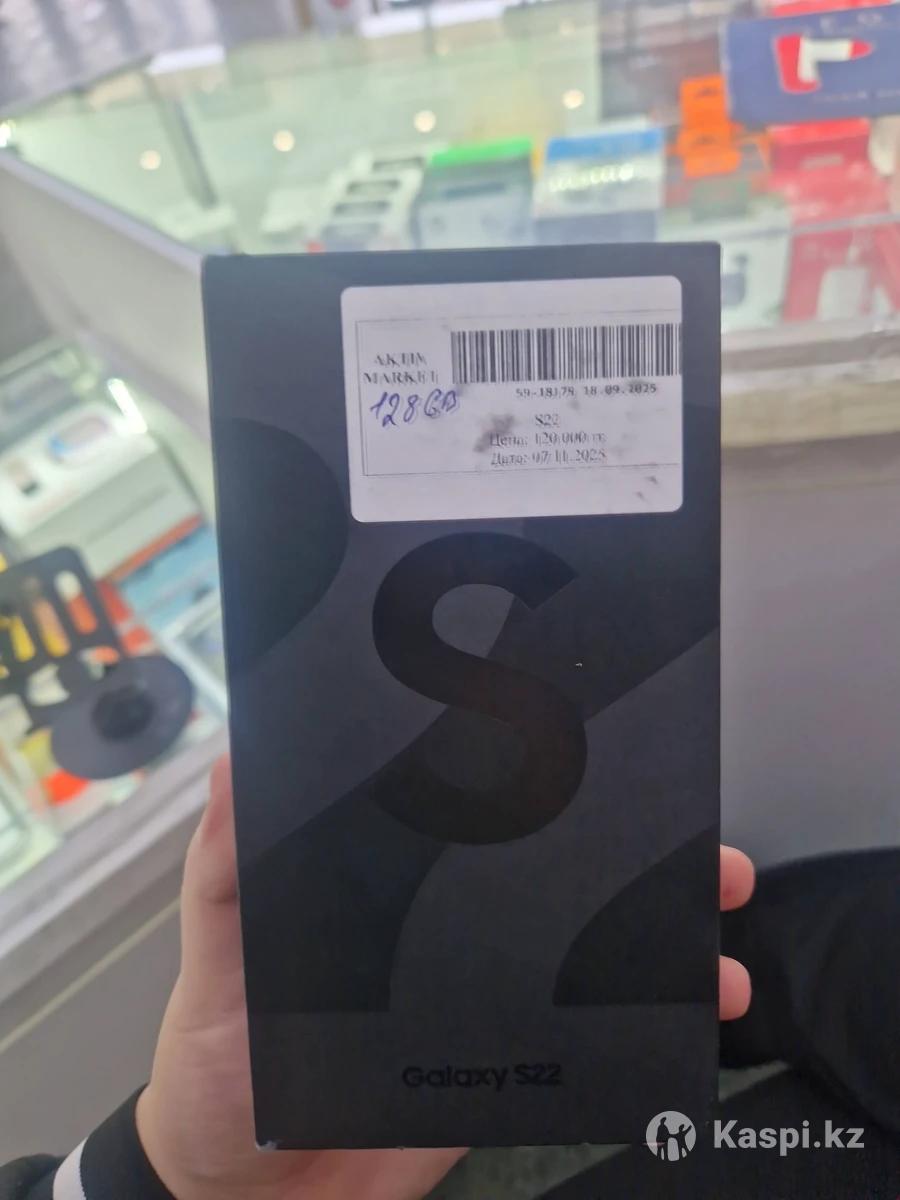 AKTIV
MARKET
128GB
59-18178 18.09.2025
S22
Цена: 120 000 тг.
Дата: 07.11.2025
Galaxy S22
Kaspi.kz